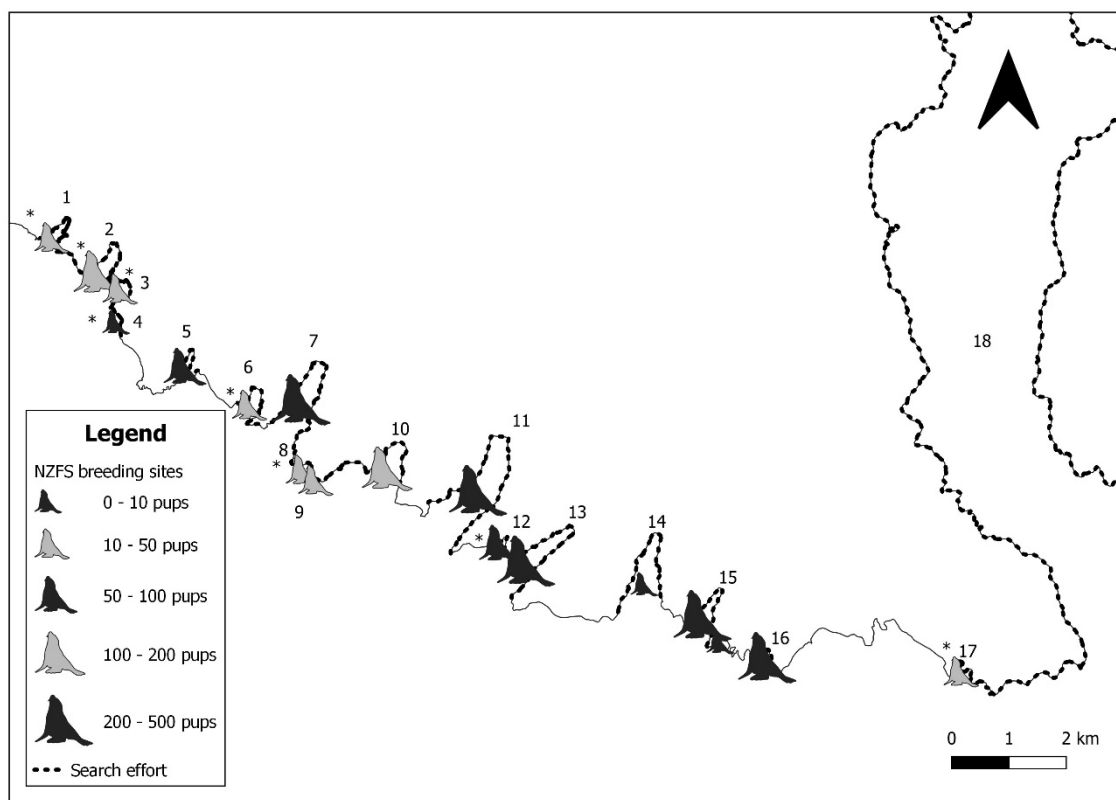 1
*
2
*
*
3
*
4
5
7
6
*
18
Legend
NZFS breeding sites
0 - 10 pups
10 - 50 pups
50 - 100 pups
100 - 200 pups
200 - 500 pups
Search effort
8
*
9
10
11
12
*
13
14
15
16
*
17
0 1 2 km